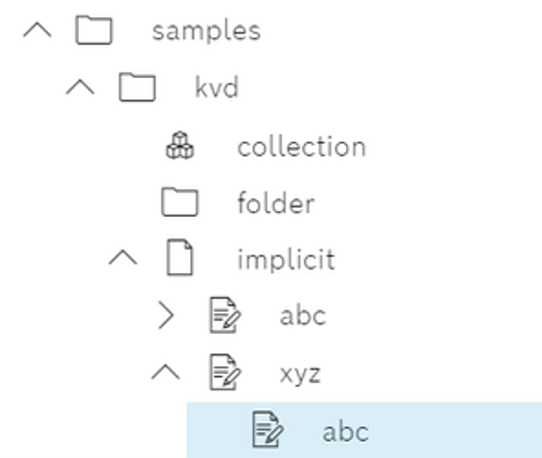 samples
kvd
collection
folder
implicit
abc
xyz
abc